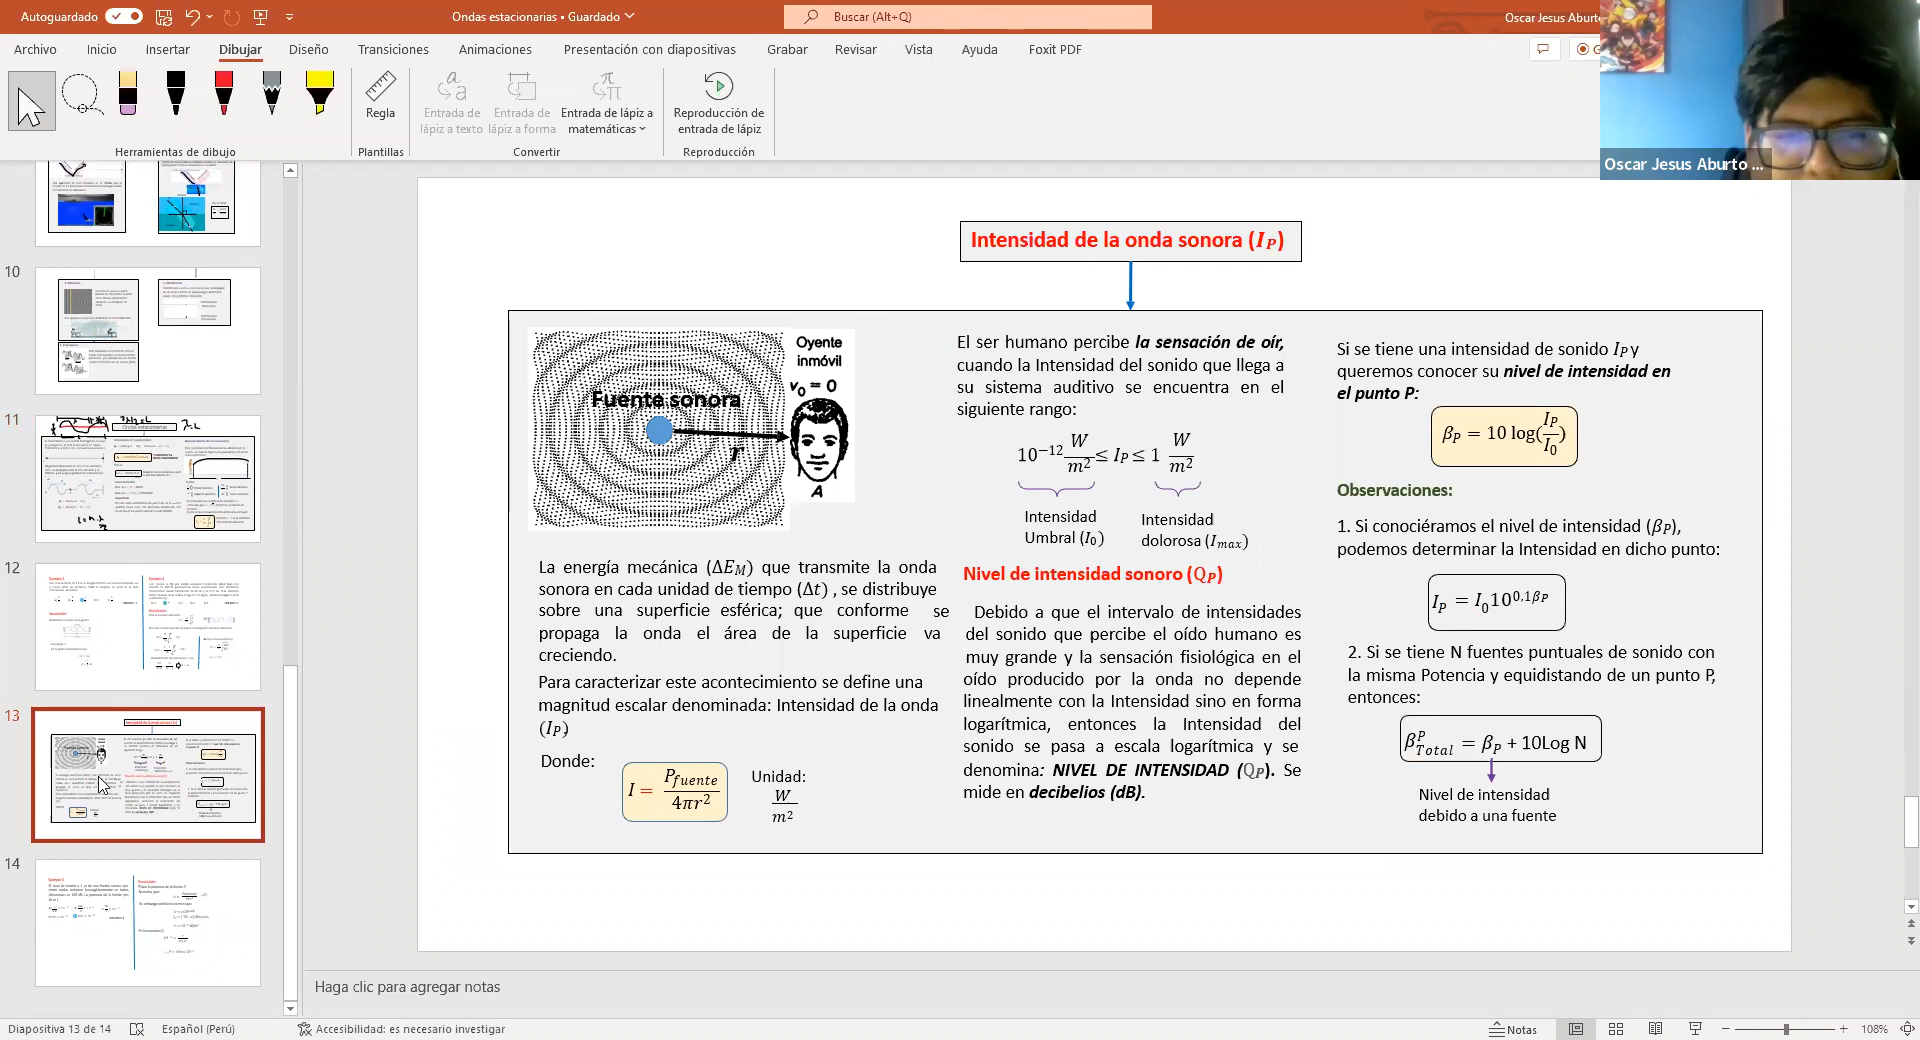 Autoguardado
Ondas estacionarias • Guardado
Buscar (Alt+Q)
Oscar Jesus Aburto
Archivo Inicio Insertar Dibujar Diseño Transiciones Animaciones Presentación con diapositivas Grabar Revisar Vista Ayuda Foxit PDF
Regla
Entrada de lápiz a texto
Entrada de lápiz a forma
Entrada de lápiz a matemáticas
Reproducción de entrada de lápiz
Herramientas de dibujo
Plantillas
Convertir
Reproducción
Oscar Jesus Aburto ...
10
11
12
13
14
Intensidad de la onda sonora (I_P)
Fuente sonora
r
Oyente
inmóvil
v₀ = 0
A
La energía mecánica (ΔE_M) que transmite la onda
sonora en cada unidad de tiempo (Δt) , se distribuye
sobre una superficie esférica; que conforme se
propaga la onda el área de la superficie va
creciendo.
Para caracterizar este acontecimiento se define una
magnitud escalar denominada: Intensidad de la onda
(I_P)
Donde:
I = P_fuente / 4πr²
Unidad:
W/m²
El ser humano percibe la sensación de oír,
cuando la Intensidad del sonido que llega a
su sistema auditivo se encuentra en el
siguiente rango:
10⁻¹² W/m² ≤ I_P ≤ 1 W/m²
Intensidad
Umbral (I₀)
Intensidad
dolorosa (I_max)
Nivel de intensidad sonoro (Q_P)
Debido a que el intervalo de intensidades
del sonido que percibe el oído humano es
muy grande y la sensación fisiológica en el
oído producido por la onda no depende
linealmente con la Intensidad sino en forma
logarítmica, entonces la Intensidad del
sonido se pasa a escala logarítmica y se
denomina: NIVEL DE INTENSIDAD (Q_P). Se
mide en decibelios (dB).
Si se tiene una intensidad de sonido I_P y
queremos conocer su nivel de intensidad en
el punto P:
β_P = 10 log(I_P/I₀)
Observaciones:
1. Si conociéramos el nivel de intensidad (β_P),
podemos determinar la Intensidad en dicho punto:
I_P = I₀10^0,1β_P
2. Si se tiene N fuentes puntuales de sonido con
la misma Potencia y equidistando de un punto P,
entonces:
β^P_Total = β_P + 10Log N
Nivel de intensidad
debido a una fuente
Haga clic para agregar notas
Diapositiva 13 de 14
Español (Perú)
Accesibilidad: es necesario investigar
Notas
108%